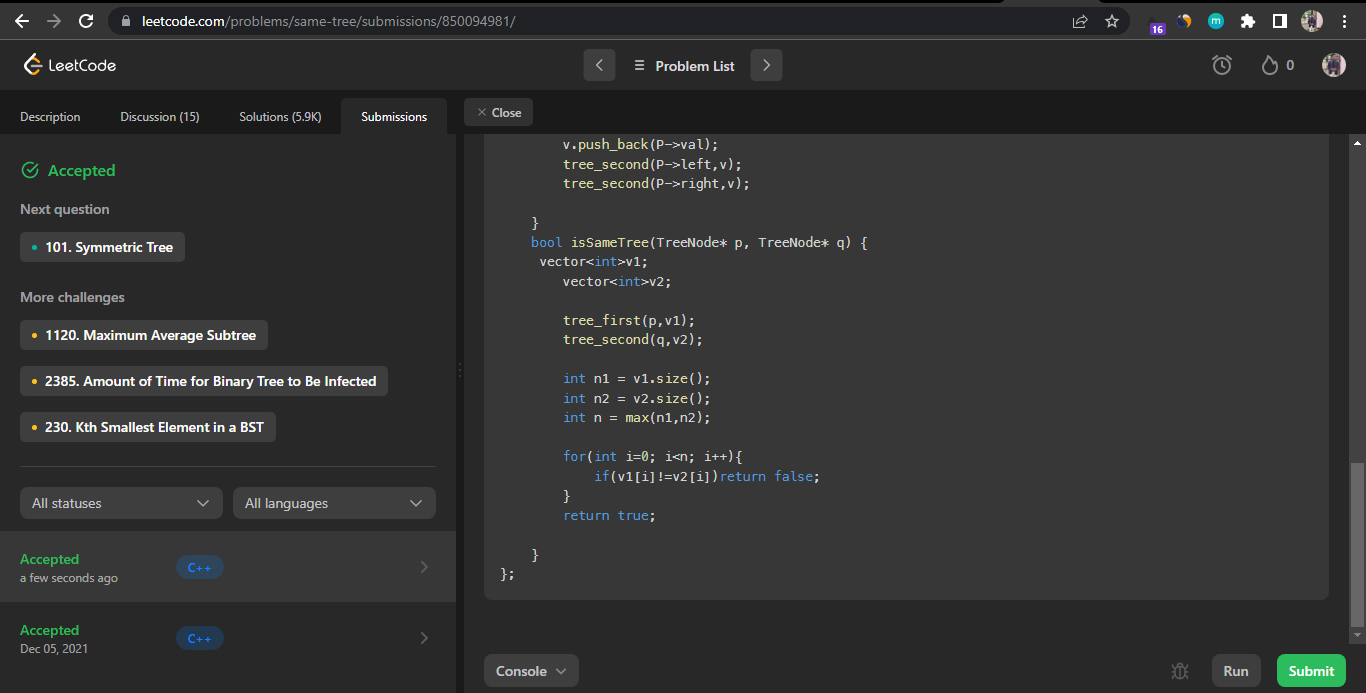 leetcode.com/problems/same-tree/submissions/850094981/
16
m
LeetCode
Problem List
0
Description
Discussion (15)
Solutions (5.9K)
Submissions
Close
Accepted
Next question
101. Symmetric Tree
More challenges
1120. Maximum Average Subtree
2385. Amount of Time for Binary Tree to Be Infected
230. Kth Smallest Element in a BST
All statuses
All languages
Accepted
a few seconds ago
C++
Accepted
Dec 05, 2021
C++
v.push_back(P->val);
tree_second(P->left,v);
tree_second(P->right,v);
}
bool isSameTree(TreeNode* p, TreeNode* q) {
vector<int>v1;
vector<int>v2;
tree_first(p,v1);
tree_second(q,v2);
int n1 = v1.size();
int n2 = v2.size();
int n = max(n1,n2);
for(int i=0; i<n; i++){
if(v1[i]!=v2[i])return false;
}
return true;
}
};
Console
Run
Submit